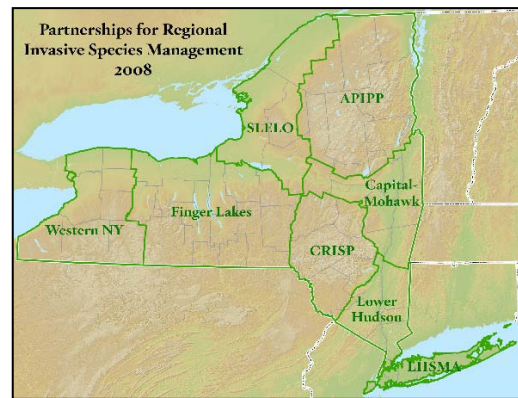 Partnerships for Regional
Invasive Species Management
2008
APIPP
SLELO
Capital-
Mohawk
Finger Lakes
Western NY
CRISP
Lower
Hudson
LIISMA